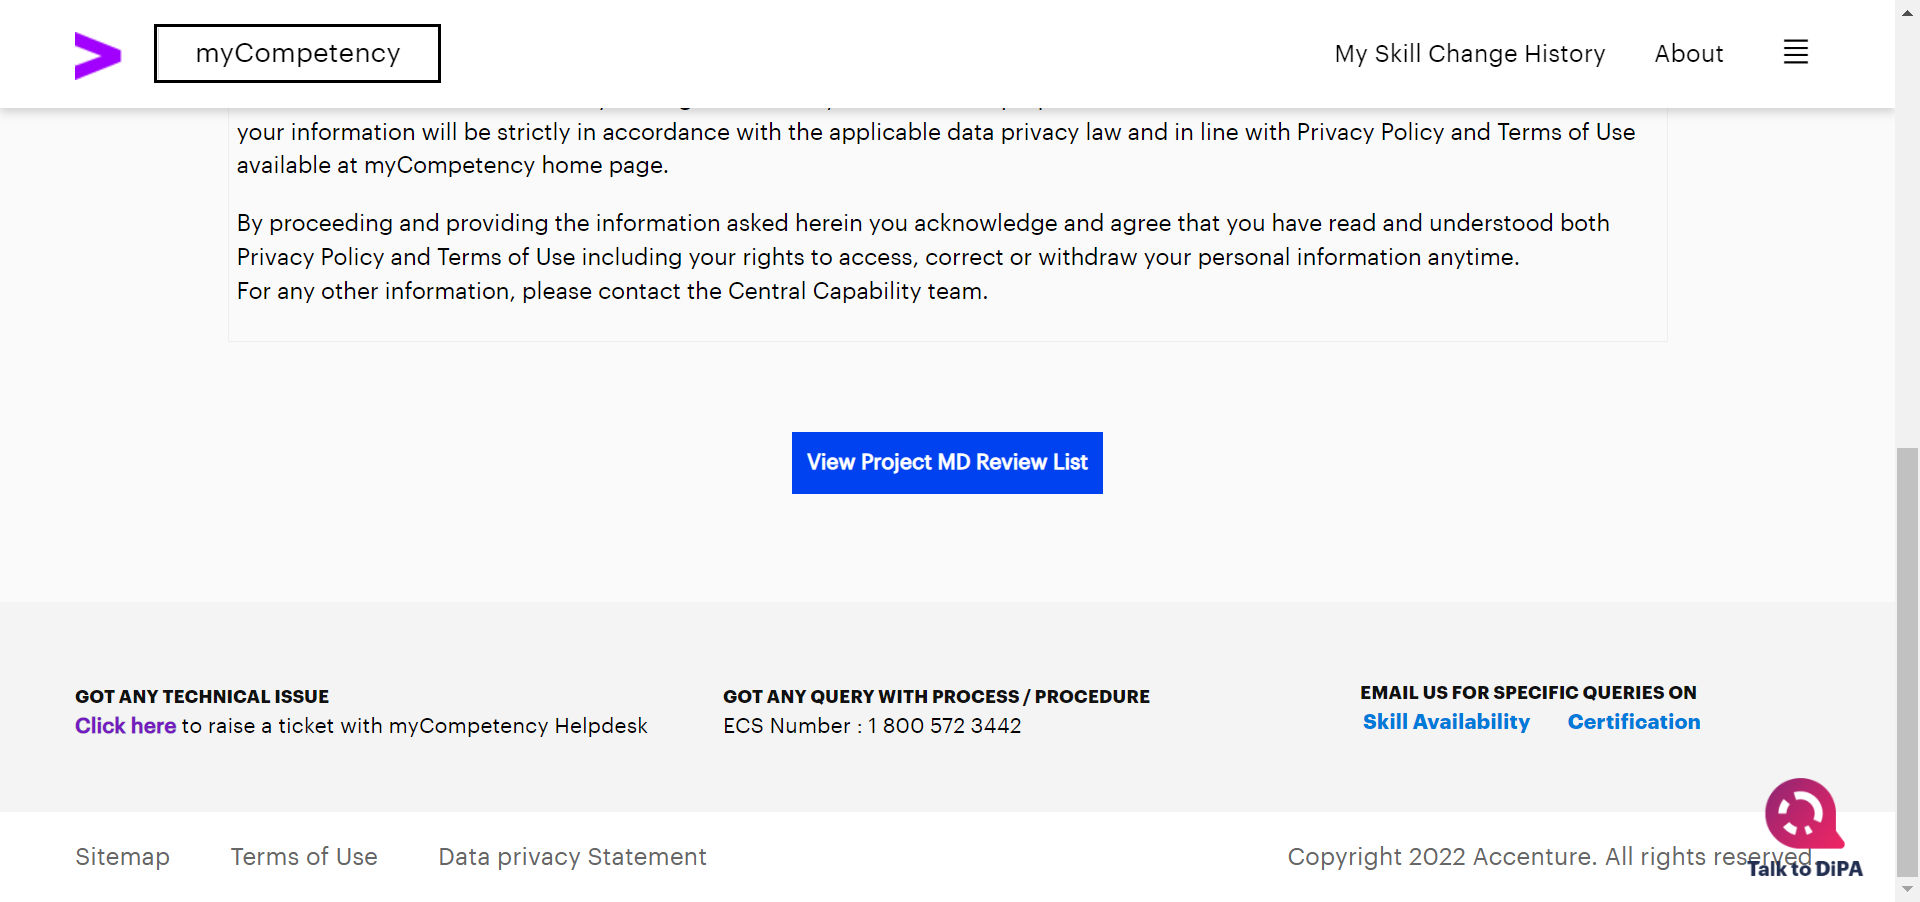 myCompetency
My Skill Change History
About
your information will be strictly in accordance with the applicable data privacy law and in line with Privacy Policy and Terms of Use
available at myCompetency home page.
By proceeding and providing the information asked herein you acknowledge and agree that you have read and understood both
Privacy Policy and Terms of Use including your rights to access, correct or withdraw your personal information anytime.
For any other information, please contact the Central Capability team.
View Project MD Review List
GOT ANY TECHNICAL ISSUE
Click here to raise a ticket with myCompetency Helpdesk
GOT ANY QUERY WITH PROCESS / PROCEDURE
ECS Number : 1 800 572 3442
EMAIL US FOR SPECIFIC QUERIES ON
Skill Availability Certification
Sitemap Terms of Use Data privacy Statement
Copyright 2022 Accenture. All rights reserved.
Talk to DiPA